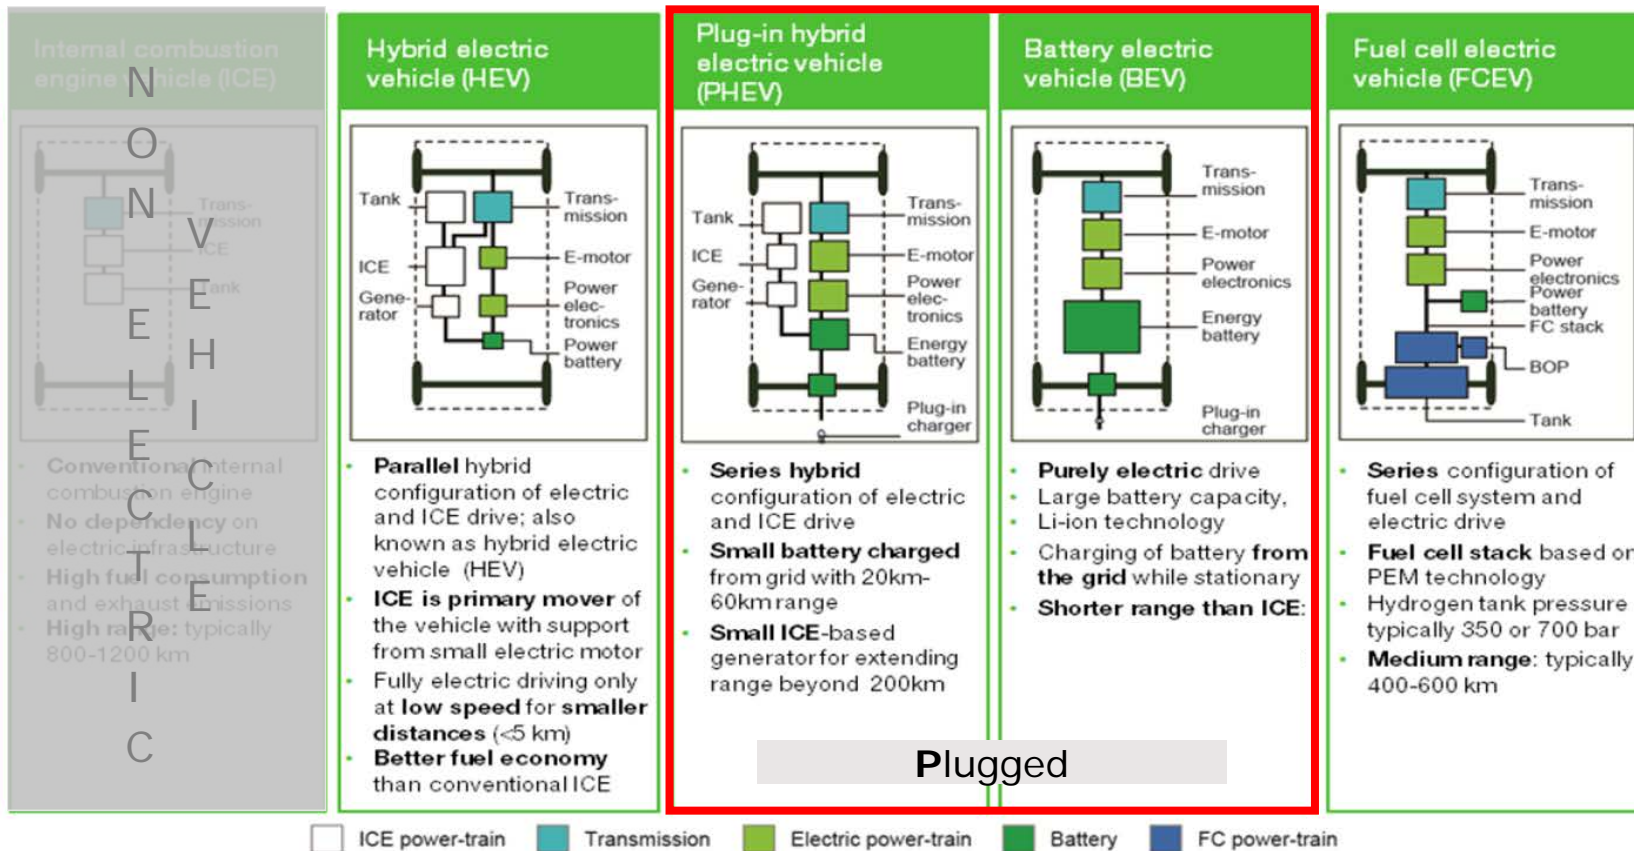 Internal combustion
engine vehicle (ICE)
NON ELECTRIC
VEHICLE
Trans-
mission
ICE
Tank
• Conventional internal
combustion engine
• No dependency on
electric infrastructure
• High fuel consumption
and exhaust emissions
• High range: typically
800-1200 km
Hybrid electric
vehicle (HEV)
Tank
Trans-
mission
ICE
E-motor
Gene-
rator
Power
elec-
tronics
Power
battery
• Parallel hybrid
configuration of electric
and ICE drive; also
known as hybrid electric
vehicle (HEV)
• ICE is primary mover of
the vehicle with support
from small electric motor
• Fully electric driving only
at low speed for smaller
distances (<5 km)
• Better fuel economy
than conventional ICE
Plug-in hybrid
electric vehicle
(PHEV)
Tank
Trans-
mission
ICE
E-motor
Gene-
rator
Power
elec-
tronics
Energy
battery
Plug-in
charger
• Series hybrid
configuration of electric
and ICE drive
• Small battery charged
from grid with 20km-
60km range
• Small ICE-based
generator for extending
range beyond 200km
Battery electric
vehicle (BEV)
Trans-
mission
E-motor
Power
electronics
Energy
battery
Plug-in
charger
• Purely electric drive
• Large battery capacity,
• Li-ion technology
• Charging of battery from
the grid while stationary
• Shorter range than ICE:
Plugged
Fuel cell electric
vehicle (FCEV)
Trans-
mission
E-motor
Power
electronics
Power
battery
FC stack
BOP
Tank
• Series configuration of
fuel cell system and
electric drive
• Fuel cell stack based on
PEM technology
• Hydrogen tank pressure
typically 350 or 700 bar
• Medium range: typically
400-600 km
ICE power-train
Transmission
Electric power-train
Battery
FC power-train